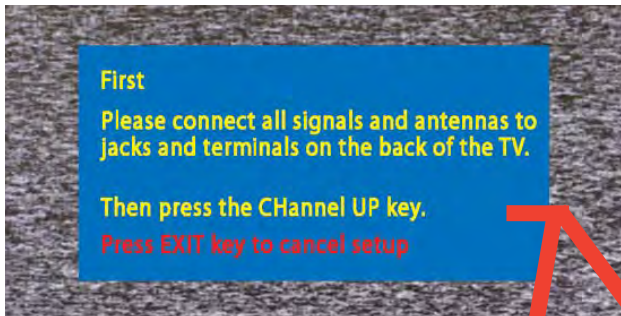 First
Please connect all signals and antennas to
jacks and terminals on the back of the TV.
Then press the CHannel UP key.
Press EXIT key to cancel setup